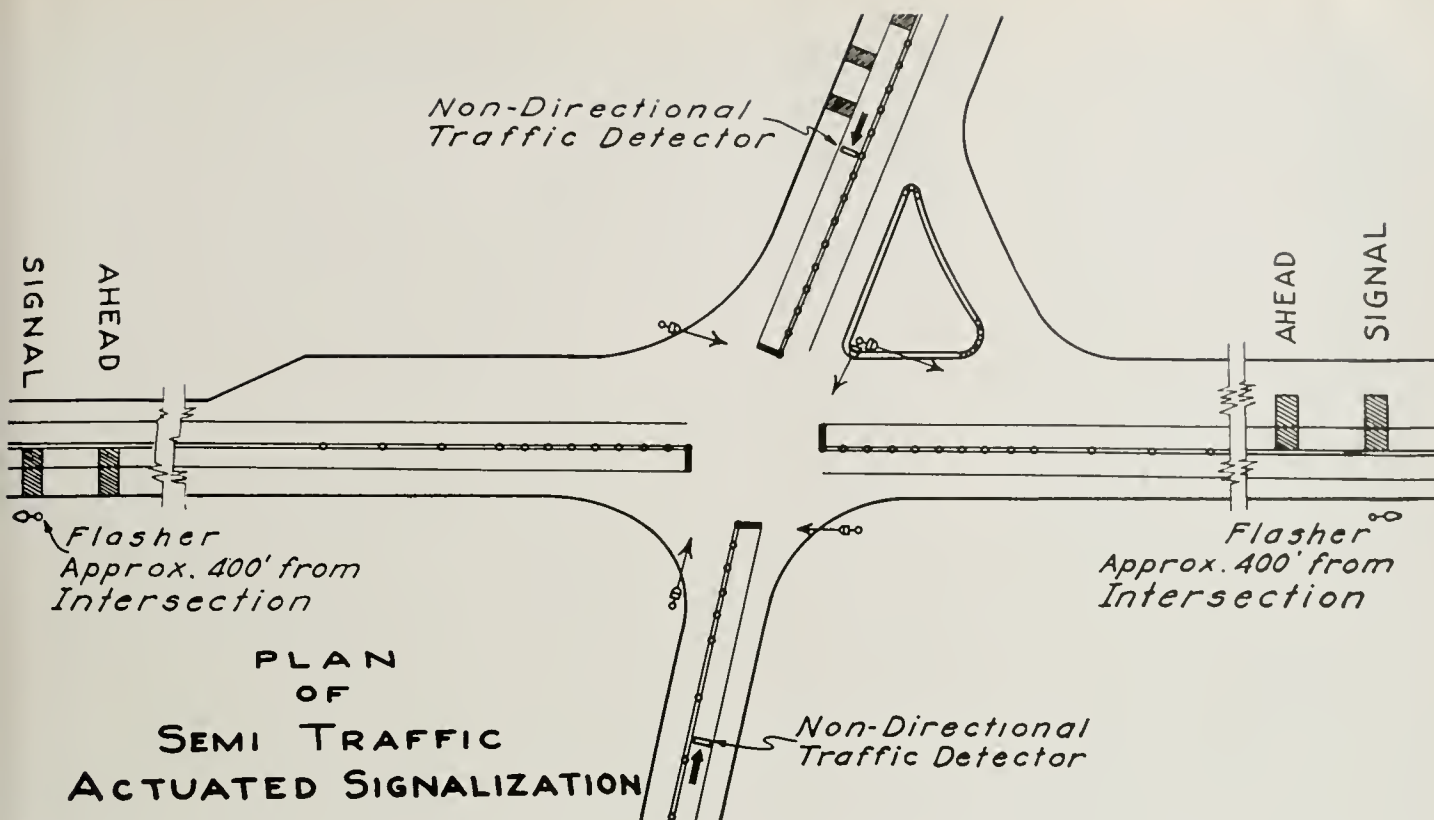 Non-Directional
Traffic Detector
SIGNAL
AHEAD
AHEAD
SIGNAL
Flasher
Approx. 400' from
Intersection
Flasher
Approx. 400' from
Intersection
PLAN
OF
SEMI TRAFFIC
ACTUATED SIGNALIZATION
Non-Directional
Traffic Detector